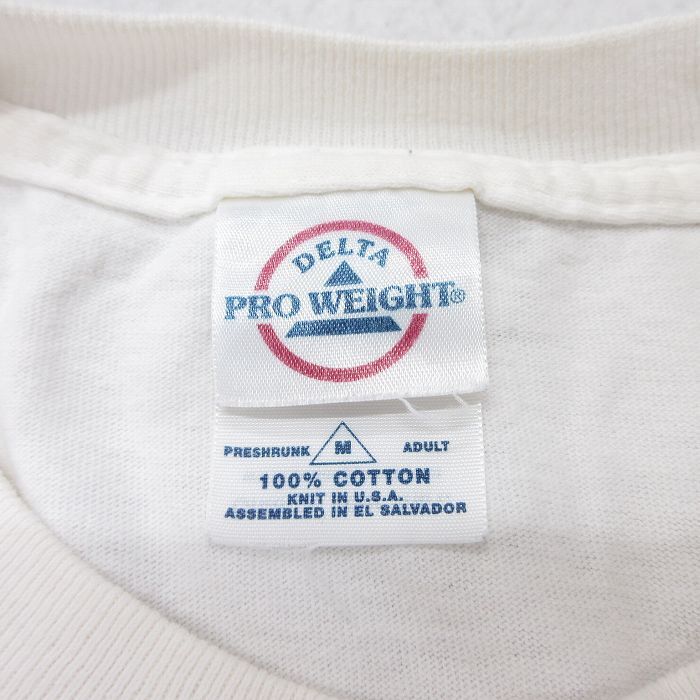 DELTA
PRO WEIGHT®
PRESHRUNK M ADULT
100% COTTON
KNIT IN U.S.A.
ASSEMBLED IN EL SALVADOR